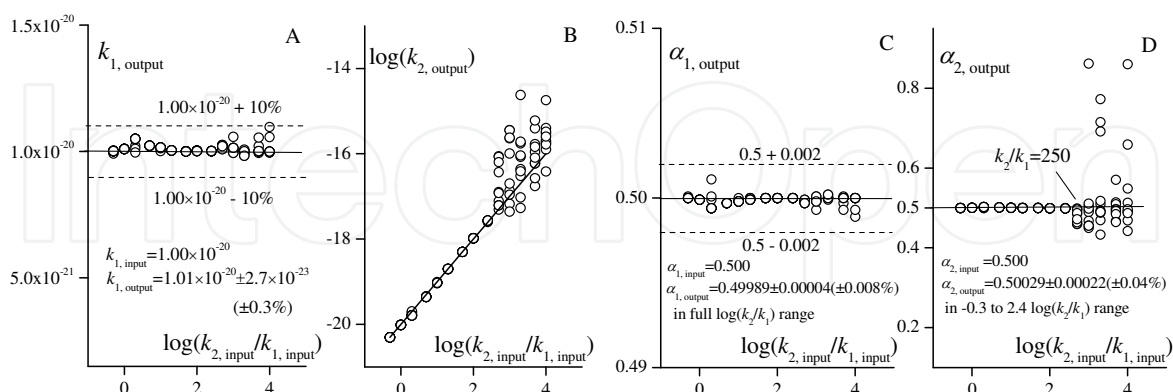 1.5x10⁻²⁰
k₁, output
A
1.00×10⁻²⁰ + 10%
1.0x10⁻²⁰
1.00×10⁻²⁰ - 10%
k₁, input=1.00×10⁻²⁰
k₁, output=1.01×10⁻²⁰±2.7×10⁻²³
(±0.3%)
5.0x10⁻²¹
log(k₂, input/k₁, input)
0 2 4
B
log(k₂, output)
-14
-16
-18
-20
log(k₂, input/k₁, input)
0 2 4
0.51
C
α₁, output
0.5 + 0.002
0.50
0.5 - 0.002
α₁, input=0.500
α₁, output=0.49989±0.00004(±0.008%)
in full log(k₂/k₁) range
log(k₂, input/k₁, input)
0.49
0 2 4
D
α₂, output
0.8
k₂/k₁=250
0.6
0.5
0.4
α₂, input=0.500
α₂, output=0.50029±0.00022(±0.04%)
in -0.3 to 2.4 log(k₂/k₁) range
0.2
log(k₂, input/k₁, input)
0 2 4
IntechOpen